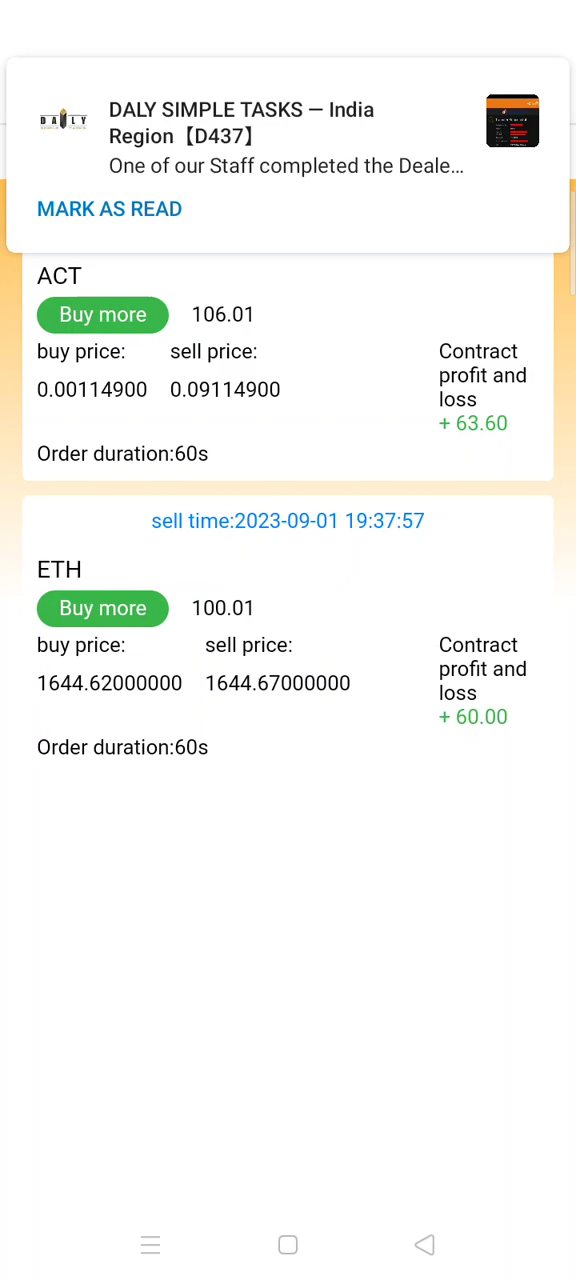 DALY
DALY SIMPLE TASKS — India
Region【D437】
One of our Staff completed the Deale...
MARK AS READ
ACT
Buy more 106.01
buy price: sell price: Contract
profit and
loss
0.00114900 0.09114900
+ 63.60
Order duration:60s
sell time:2023-09-01 19:37:57
ETH
Buy more 100.01
buy price: sell price: Contract
profit and
loss
1644.62000000 1644.67000000
+ 60.00
Order duration:60s